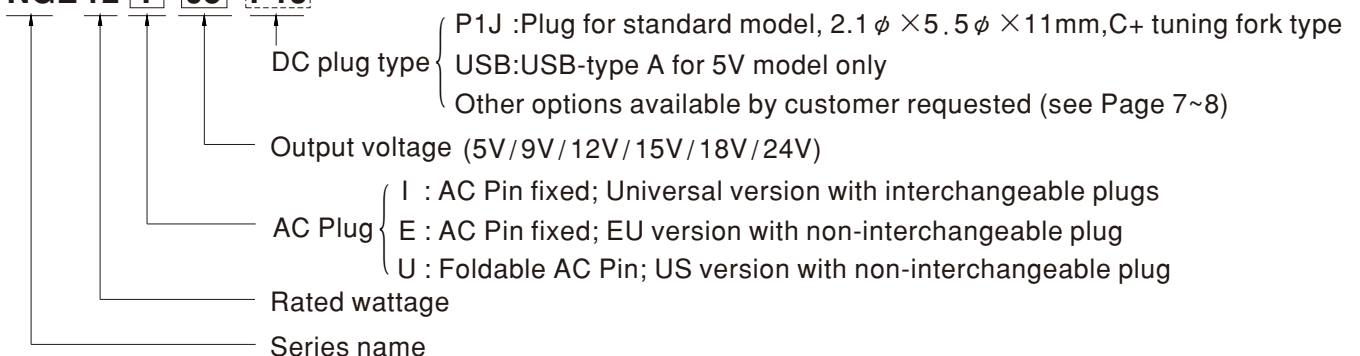 P1J :Plug for standard model, 2.1φ×5.5φ×11mm,C+ tuning fork type
DC plug type
USB:USB-type A for 5V model only
Other options available by customer requested (see Page 7~8)
Output voltage (5V/9V/12V/15V/18V/24V)
I : AC Pin fixed; Universal version with interchangeable plugs
AC Plug
E : AC Pin fixed; EU version with non-interchangeable plug
U : Foldable AC Pin; US version with non-interchangeable plug
Rated wattage
Series name